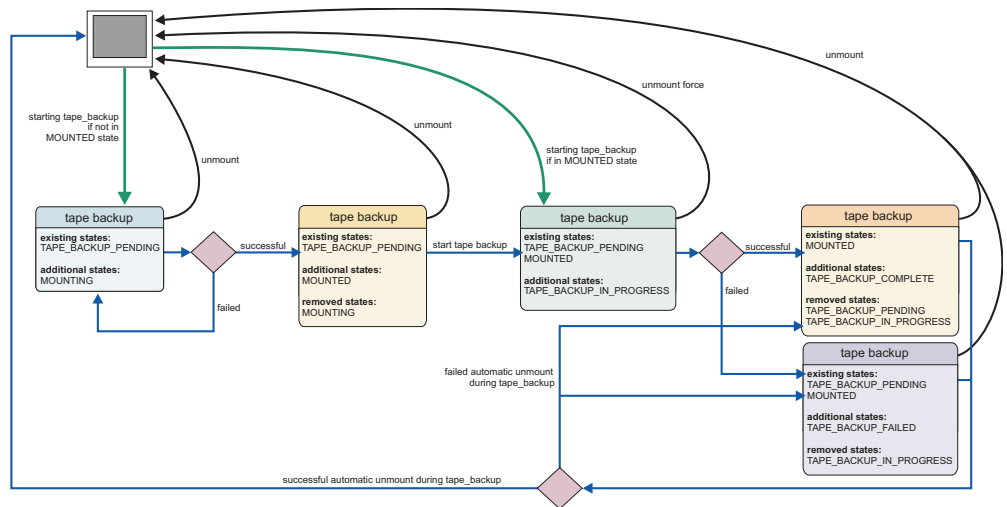 unmount
unmount force
starting tape_backup
if not in
MOUNTED state
unmount
unmount
starting tape_backup
if in MOUNTED state
tape backup
existing states:
TAPE_BACKUP_PENDING
additional states:
MOUNTING
successful
failed
tape backup
existing states:
TAPE_BACKUP_PENDING
additional states:
MOUNTED
removed states:
MOUNTING
start tape backup
tape backup
existing states:
TAPE_BACKUP_PENDING
MOUNTED
additional states:
TAPE_BACKUP_IN_PROGRESS
successful
failed
tape backup
existing states:
MOUNTED
additional states:
TAPE_BACKUP_COMPLETE
removed states:
TAPE_BACKUP_PENDING
TAPE_BACKUP_IN_PROGRESS
tape backup
existing states:
TAPE_BACKUP_PENDING
MOUNTED
additional states:
TAPE_BACKUP_FAILED
removed states:
TAPE_BACKUP_IN_PROGRESS
failed automatic unmount
during tape_backup
successful automatic unmount during tape_backup